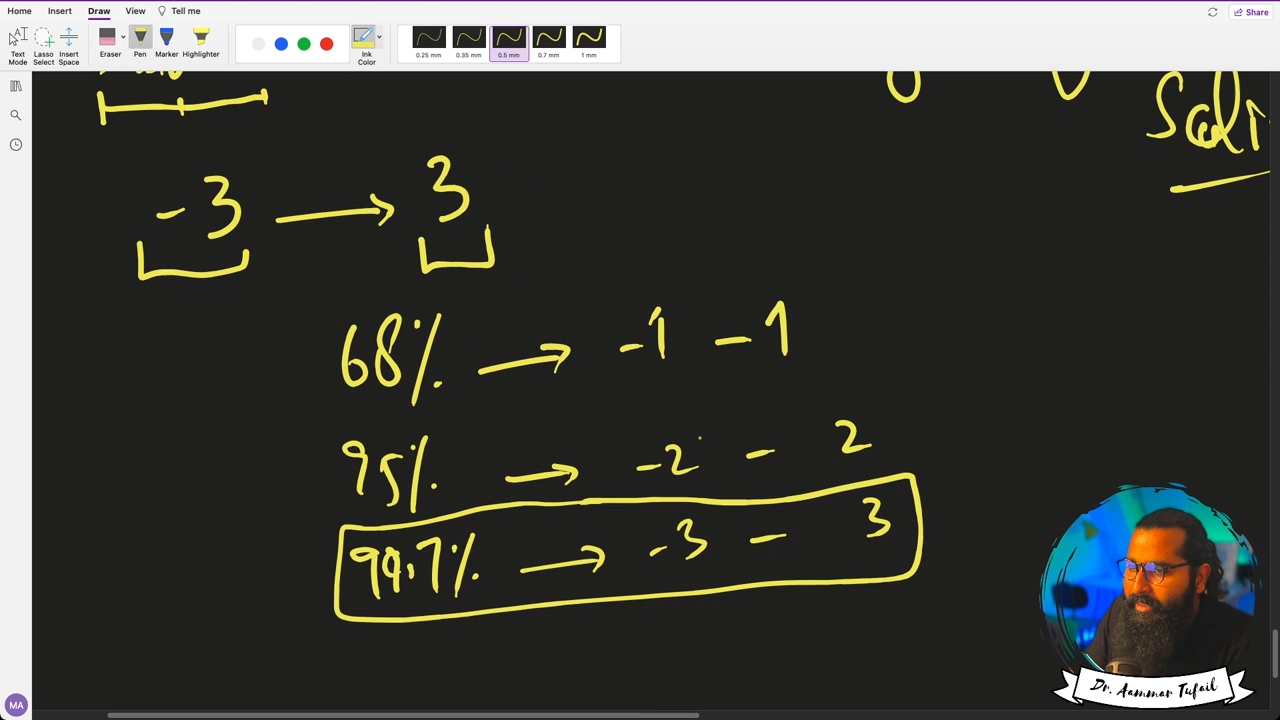 Home Insert Draw View Tell me
Share
Text Mode Lasso Select Insert Space Eraser Pen Marker Highlighter Ink Color 0.25 mm 0.35 mm 0.5 mm 0.7 mm 1 mm
-3 → 3
68% → -1 - 1
95% → -2 - 2
99.7% → -3 - 3
MA
Dr. Aammar Tufail